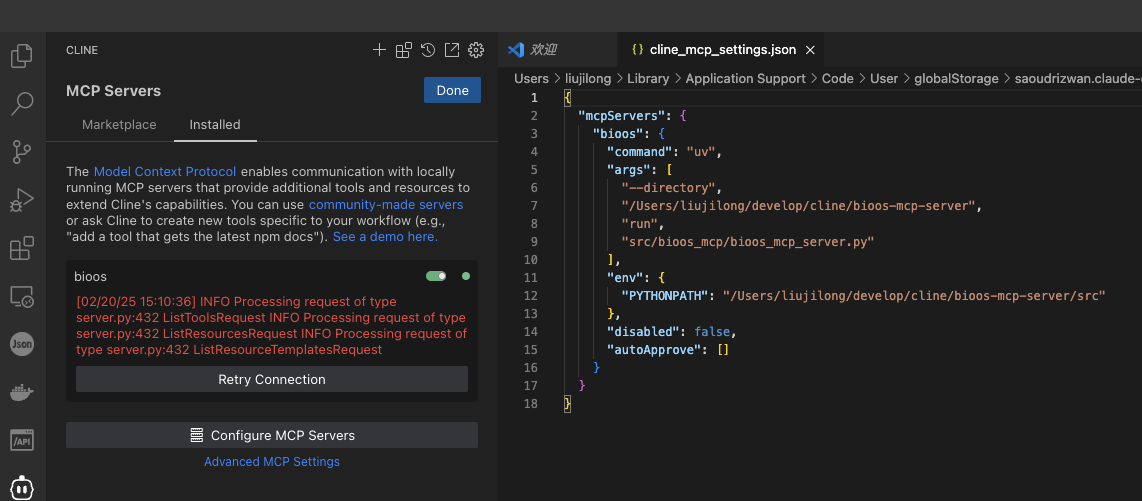 CLINE
MCP Servers
Done
Marketplace
Installed
The Model Context Protocol enables communication with locally
running MCP servers that provide additional tools and resources to
extend Cline's capabilities. You can use community-made servers
or ask Cline to create new tools specific to your workflow (e.g.,
"add a tool that gets the latest npm docs"). See a demo here.
bioos
[02/20/25 15:10:36] INFO Processing request of type
server.py:432 ListToolsRequest INFO Processing request of type
server.py:432 ListResourcesRequest INFO Processing request of
type server.py:432 ListResourceTemplatesRequest
Retry Connection
Configure MCP Servers
Advanced MCP Settings
Json
/API
欢迎
{} cline_mcp_settings.json ×
Users > liujilong > Library > Application Support > Code > User > globalStorage > saoudrizwan.claude-
1 {
2 "mcpServers": {
3 "bioos": {
4 "command": "uv",
5 "args": [
6 "--directory",
7 "/Users/liujilong/develop/cline/bioos-mcp-server",
8 "run",
9 "src/bioos_mcp/bioos_mcp_server.py"
10 ],
11 "env": {
12 "PYTHONPATH": "/Users/liujilong/develop/cline/bioos-mcp-server/src"
13 },
14 "disabled": false,
15 "autoApprove": []
16 }
17 }
18 }